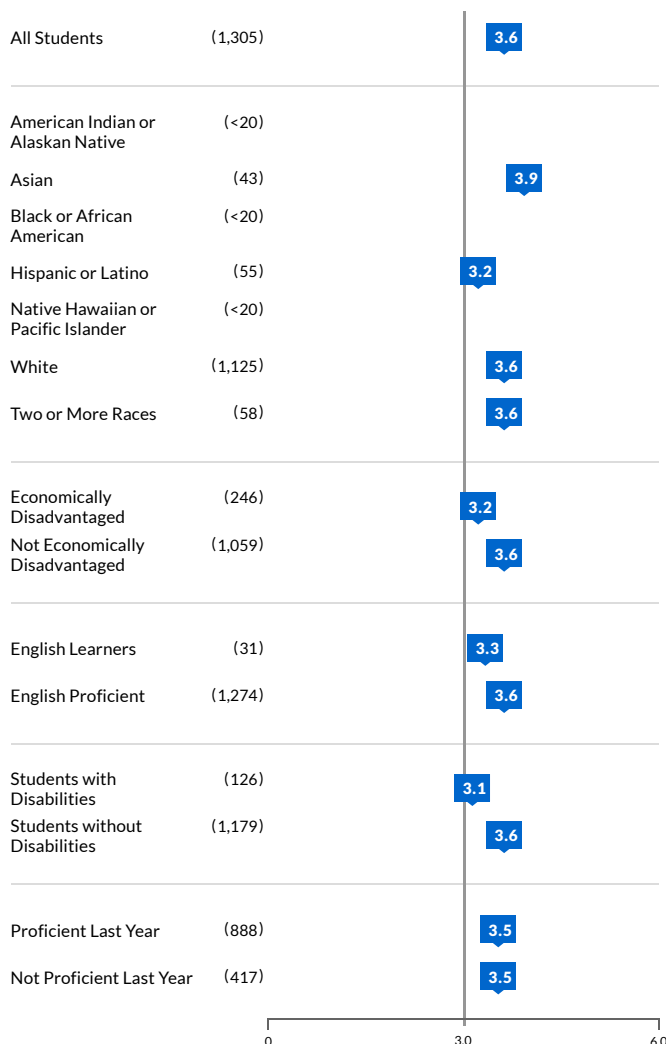 All Students (1,305) 3.6
American Indian or (<20)
Alaskan Native
Asian (43) 3.9
Black or African (<20)
American
Hispanic or Latino (55) 3.2
Native Hawaiian or (<20)
Pacific Islander
White (1,125) 3.6
Two or More Races (58) 3.6
Economically (246) 3.2
Disadvantaged
Not Economically (1,059) 3.6
Disadvantaged
English Learners (31) 3.3
English Proficient (1,274) 3.6
Students with (126) 3.1
Disabilities
Students without (1,179) 3.6
Disabilities
Proficient Last Year (888) 3.5
Not Proficient Last Year (417) 3.5
0 3.0 6.0